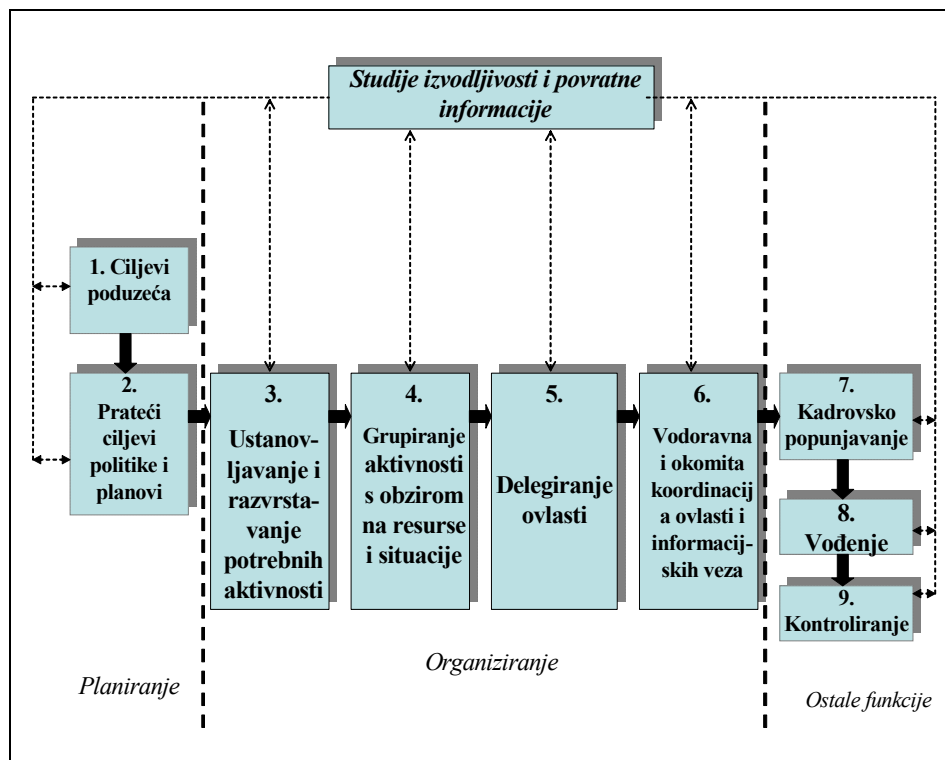 Studije izvodljivosti i povratne
informacije
1. Ciljevi
poduzeća
2.
Prateći
ciljevi
politike i
planovi
3.
Ustanov-
ljavanje i
razvrsta-
vanje
potrebnih
aktivnosti
4.
Grupiranje
aktivnosti
s obzirom
na resurse
i situacije
5.
Delegiranje
ovlasti
6.
Vodoravna
i okomita
koordinacij
a ovlasti i
informacij-
skih veza
7.
Kadrovsko
popunjavanje
8.
Vođenje
9.
Kontroliranje
Planiranje
Organiziranje
Ostale funkcije